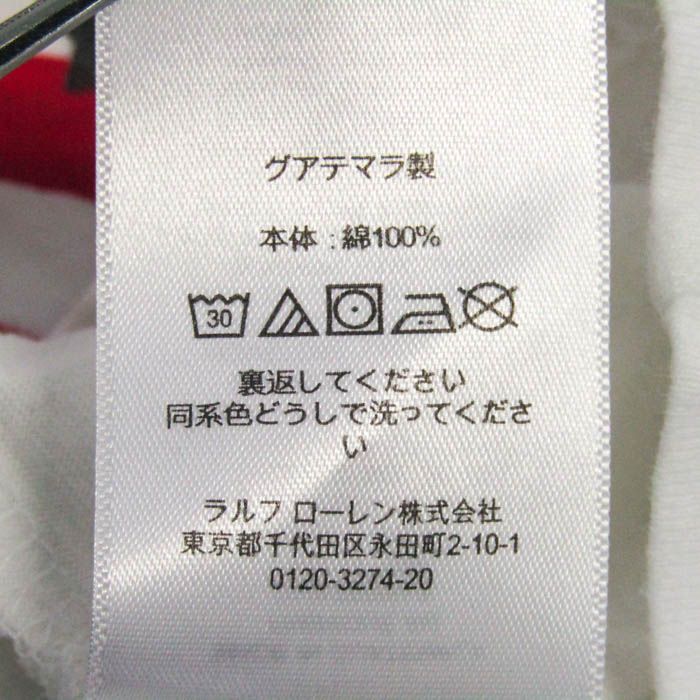 グアテマラ製
本体 : 綿100%
30
裏返してください
同系色どうしで洗ってくださ
い
ラルフ ローレン株式会社
東京都千代田区永田町2-10-1
0120-3274-20